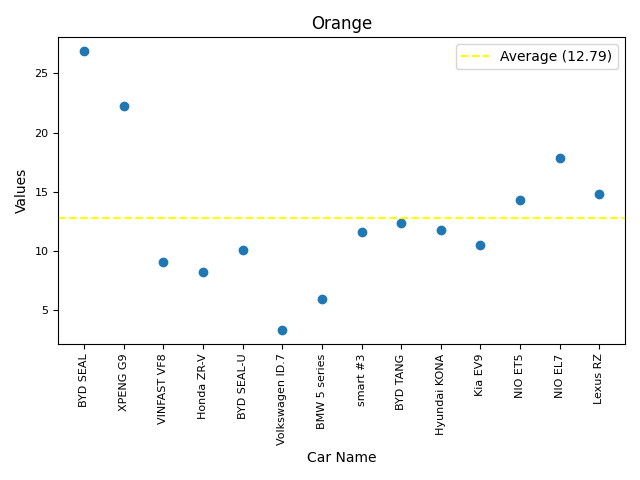 Orange
Average (12.79)
Values
25
20
15
10
5
BYD SEAL
XPENG G9
VINFAST VF8
Honda ZR-V
BYD SEAL-U
Volkswagen ID.7
BMW 5 series
smart #3
BYD TANG
Hyundai KONA
Kia EV9
NIO ET5
NIO EL7
Lexus RZ
Car Name